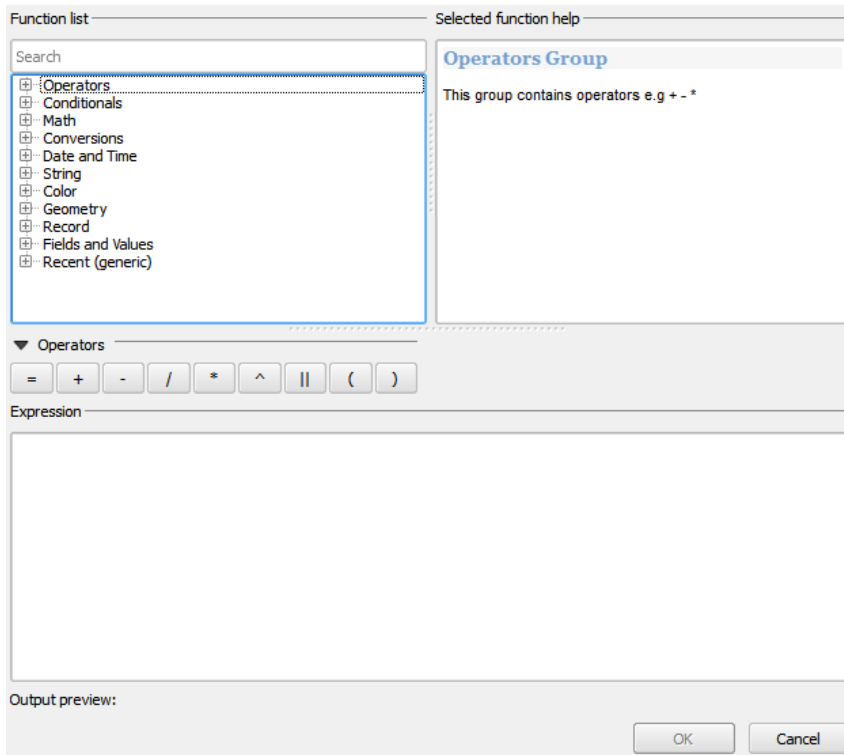 Function list
Selected function help
Search
Operators
Conditionals
Math
Conversions
Date and Time
String
Color
Geometry
Record
Fields and Values
Recent (generic)
Operators Group
This group contains operators e.g + - *
Operators
= + - / * ^ || ( )
Expression
Output preview:
OK Cancel